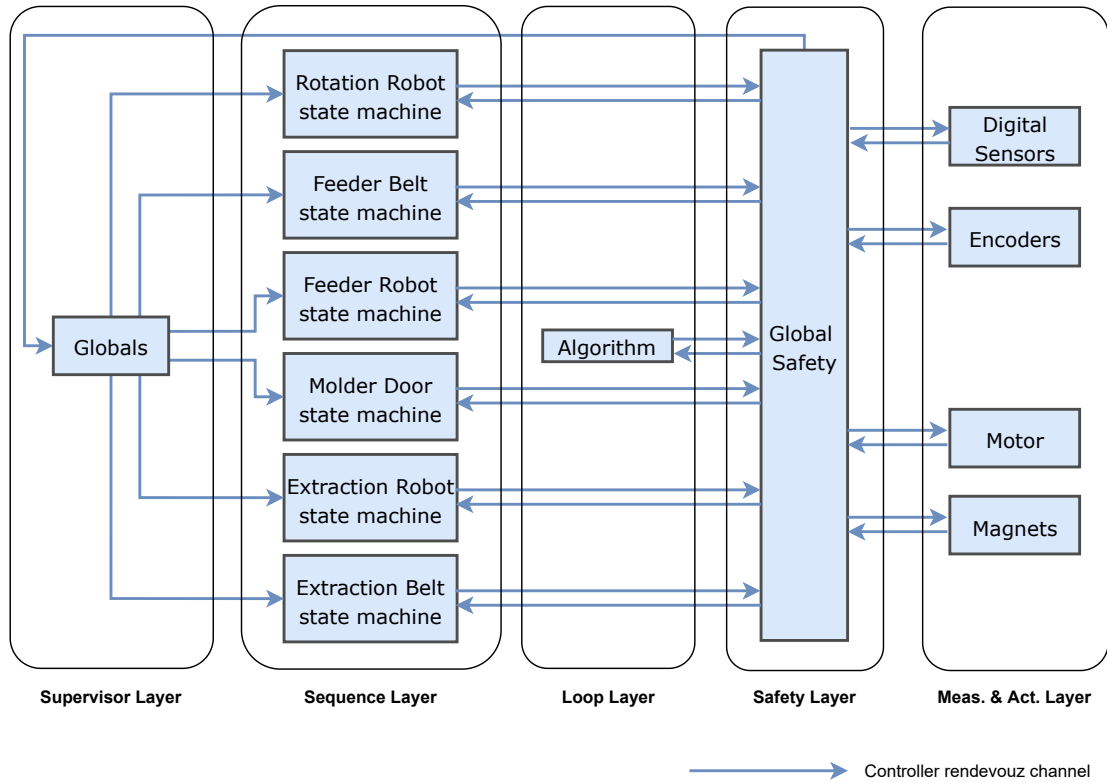 Rotation Robot
state machine
Feeder Belt
state machine
Feeder Robot
state machine
Molder Door
state machine
Extraction Robot
state machine
Extraction Belt
state machine
Globals
Algorithm
Global
Safety
Digital
Sensors
Encoders
Motor
Magnets
Supervisor Layer
Sequence Layer
Loop Layer
Safety Layer
Meas. & Act. Layer
Controller rendevouz channel